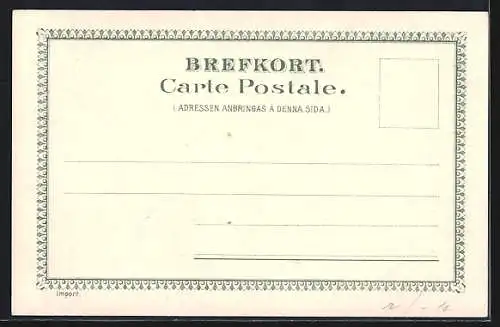 BREFKORT.
Carte Postale.
(ADRESSEN ANBRINGAS Å DENNA SIDA.)
Import.